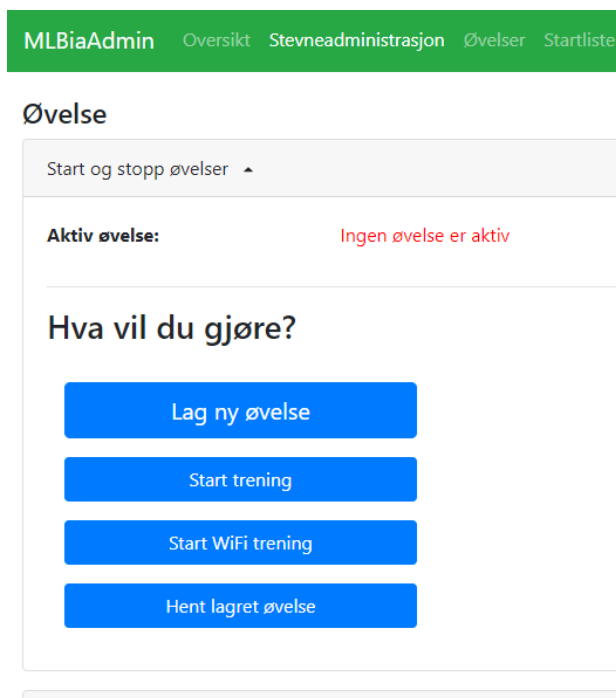 MLBiaAdmin Oversikt Stevneadministrasjon Øvelser Startliste
Øvelse
Start og stopp øvelser
Aktiv øvelse: Ingen øvelse er aktiv
Hva vil du gjøre?
Lag ny øvelse
Start trening
Start WiFi trening
Hent lagret øvelse